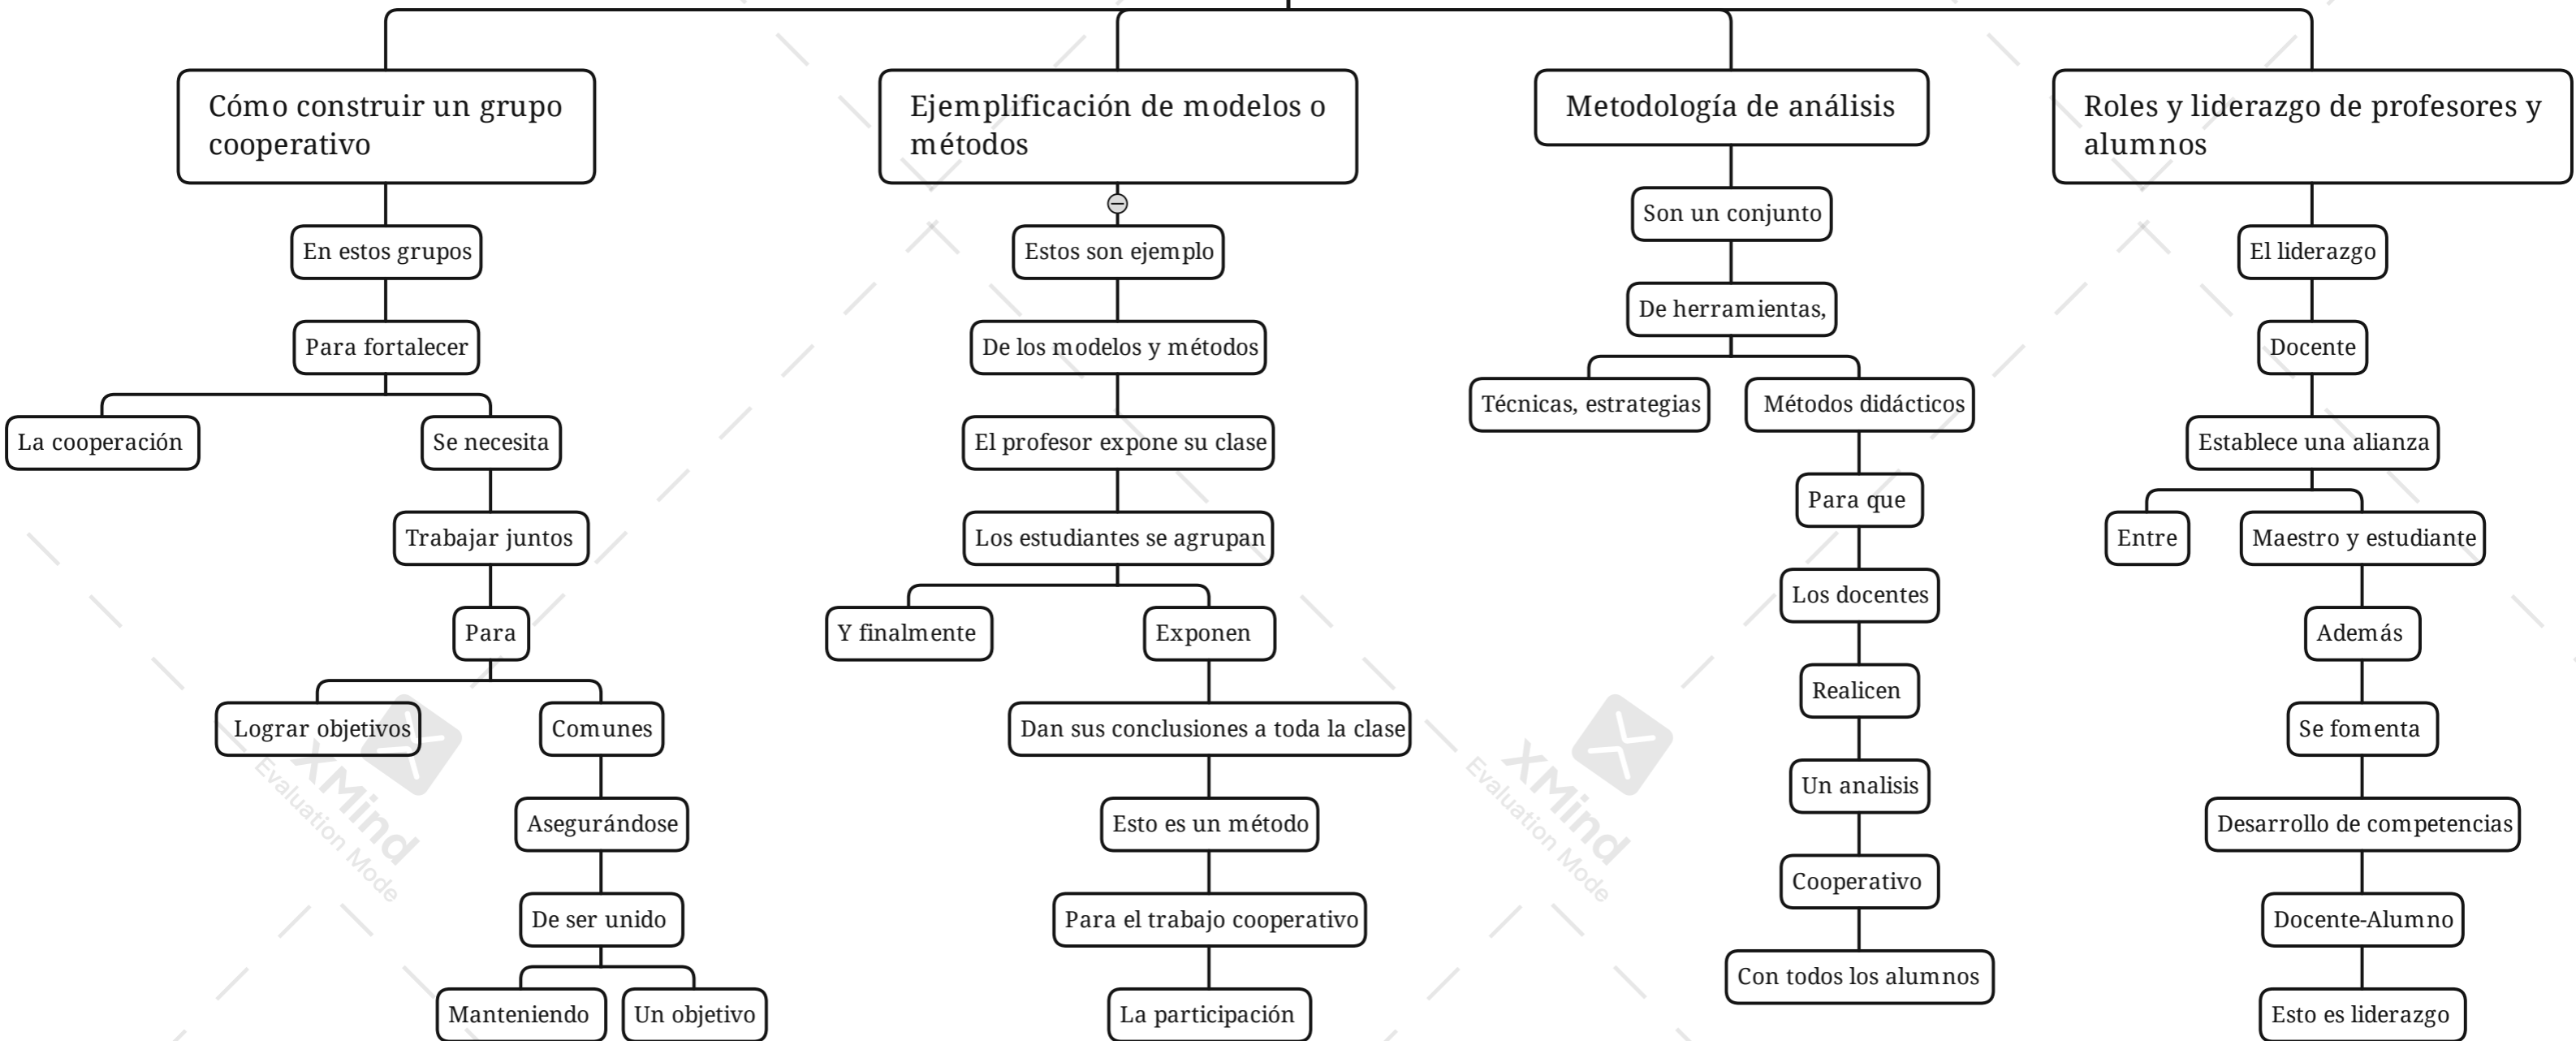 Cómo construir un grupo
cooperativo
En estos grupos
Para fortalecer
La cooperación
Se necesita
Trabajar juntos
Para
Lograr objetivos
Comunes
Asegurándose
De ser unido
Manteniendo
Un objetivo
Ejemplificación de modelos o
métodos
Estos son ejemplo
De los modelos y métodos
El profesor expone su clase
Los estudiantes se agrupan
Y finalmente
Exponen
Dan sus conclusiones a toda la clase
Esto es un método
Para el trabajo cooperativo
La participación
Metodología de análisis
Son un conjunto
De herramientas,
Técnicas, estrategias
Métodos didácticos
Para que
Los docentes
Realicen
Un analisis
Cooperativo
Con todos los alumnos
Roles y liderazgo de profesores y
alumnos
El liderazgo
Docente
Establece una alianza
Entre
Maestro y estudiante
Además
Se fomenta
Desarrollo de competencias
Docente-Alumno
Esto es liderazgo
XMind
Evaluation Mode
XMind
Evaluation Mode